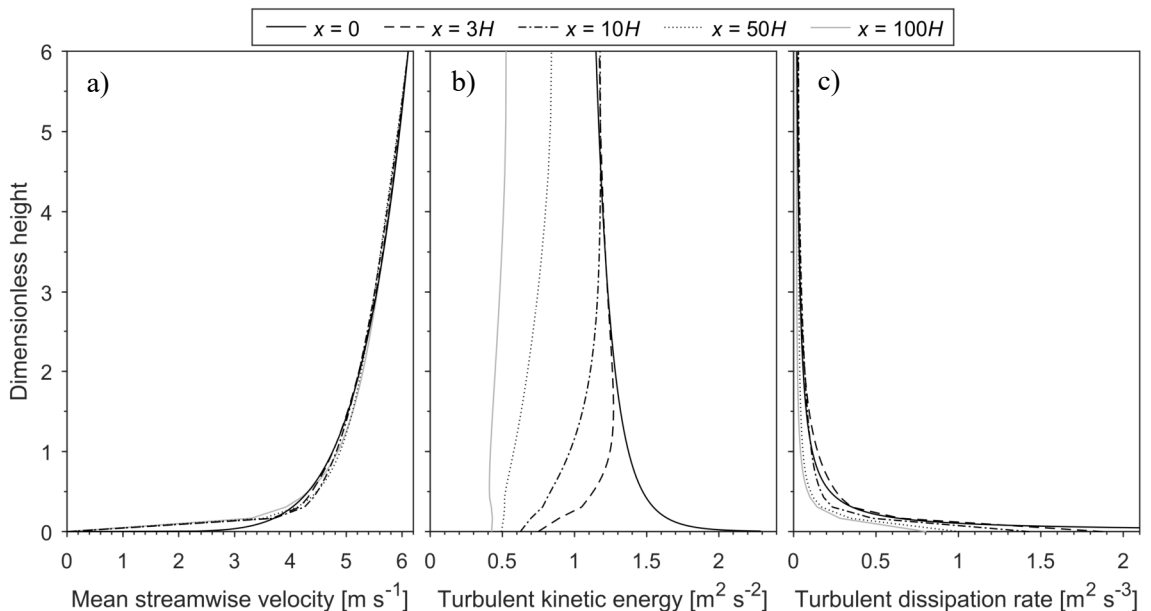 x = 0 x = 3H x = 10H x = 50H x = 100H
a) b) c)
6
5
4
3
2
1
0
Dimensionless height
0 1 2 3 4 5 6
0 0.5 1 1.5 2
0 0.5 1 1.5 2
Mean streamwise velocity [m s⁻¹]
Turbulent kinetic energy [m² s⁻²]
Turbulent dissipation rate [m² s⁻³]